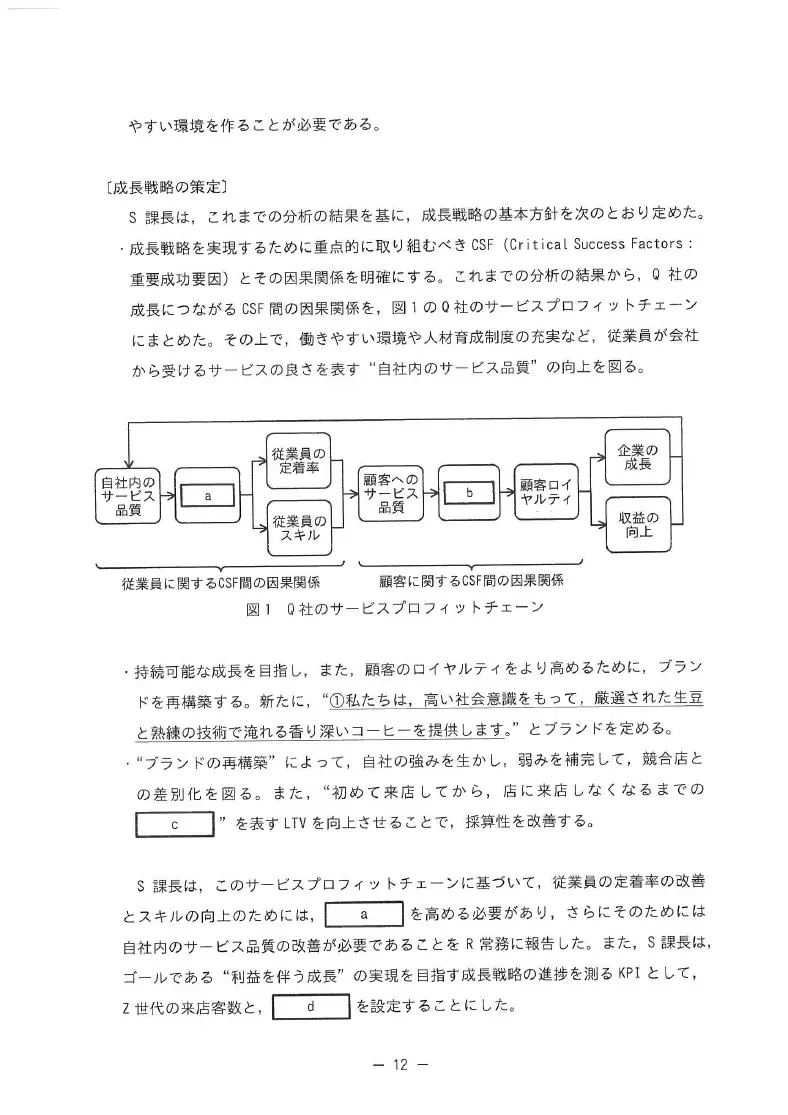 やすい環境を作ることが必要である。
〔成長戦略の策定〕
S 課長は，これまでの分析の結果を基に，成長戦略の基本方針を次のとおり定めた。
・成長戦略を実現するために重点的に取り組むべき CSF（Critical Success Factors：
重要成功要因）とその因果関係を明確にする。これまでの分析の結果から，Q 社の
成長につながる CSF 間の因果関係を，図1のQ社のサービスプロフィットチェーン
にまとめた。その上で，働きやすい環境や人材育成制度の充実など，従業員が会社
から受けるサービスの良さを表す“自社内のサービス品質”の向上を図る。
自社内の
サービス
品質
a
従業員の
定着率
従業員の
スキル
顧客への
サービス
品質
b
顧客ロイ
ヤルティ
企業の
成長
収益の
向上
従業員に関するCSF間の因果関係
顧客に関するCSF間の因果関係
図1 Q社のサービスプロフィットチェーン
・持続可能な成長を目指し，また，顧客のロイヤルティをより高めるために，ブラン
ドを再構築する。新たに，“①私たちは，高い社会意識をもって，厳選された生豆
と熟練の技術で淹れる香り深いコーヒーを提供します。”とブランドを定める。
・“ブランドの再構築”によって，自社の強みを生かし，弱みを補完して，競合店と
の差別化を図る。また，“初めて来店してから，店に来店しなくなるまでの
c ”を表す LTV を向上させることで，採算性を改善する。
S 課長は，このサービスプロフィットチェーンに基づいて，従業員の定着率の改善
とスキルの向上のためには， a を高める必要があり，さらにそのためには
自社内のサービス品質の改善が必要であることを R 常務に報告した。また，S 課長は，
ゴールである“利益を伴う成長”の実現を目指す成長戦略の進捗を測る KPI として，
Z 世代の来店客数と， d を設定することにした。
－ 12 －